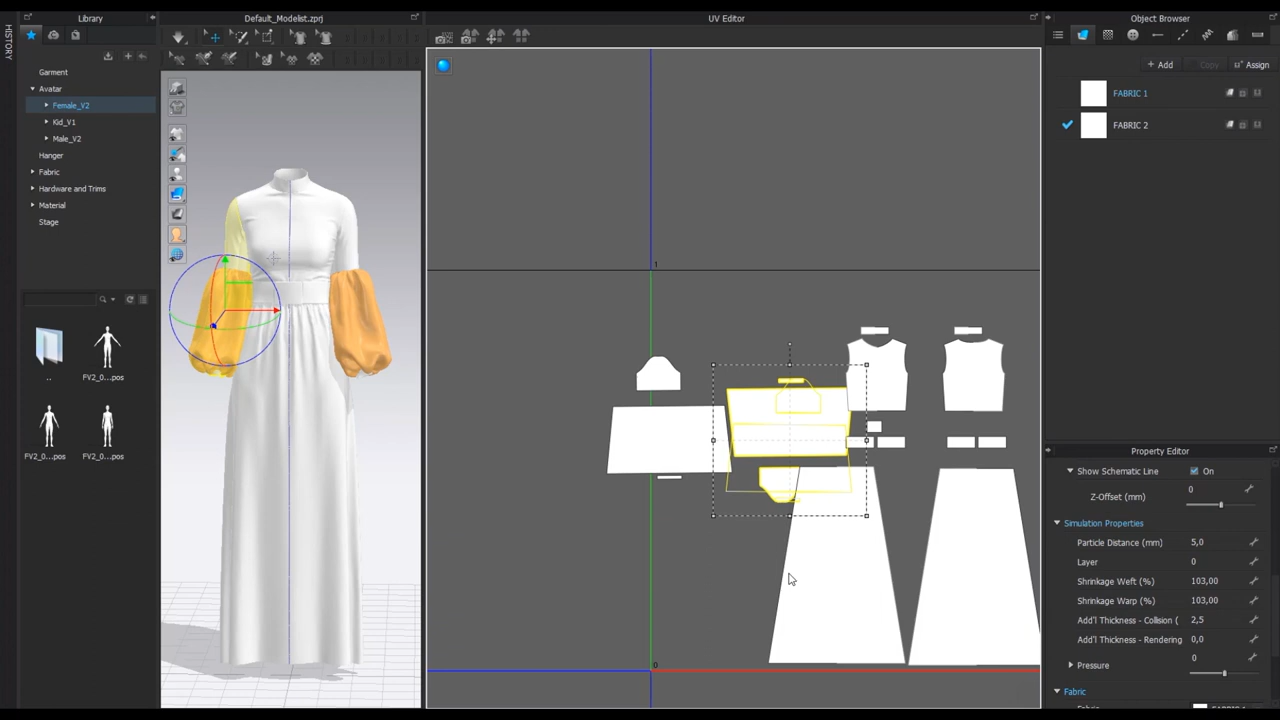 Library
Default_Modelist.zprj
UV Editor
Object Browser
HISTORY
Add
Copy
Assign
Garment
Avatar
Female_V2
Kid_V1
Male_V2
Hanger
Fabric
Hardware and Trims
Material
Stage
FABRIC 1
FABRIC 2
1
0
..
FV2_0...pos
FV2_0...pos
FV2_0...pos
Property Editor
Show Schematic Line
On
Z-Offset (mm)
0
Simulation Properties
Particle Distance (mm)
5,0
Layer
0
Shrinkage Weft (%)
103,00
Shrinkage Warp (%)
103,00
Add'l Thickness - Collision (
2,5
Add'l Thickness - Rendering
0,0
Pressure
0
Fabric